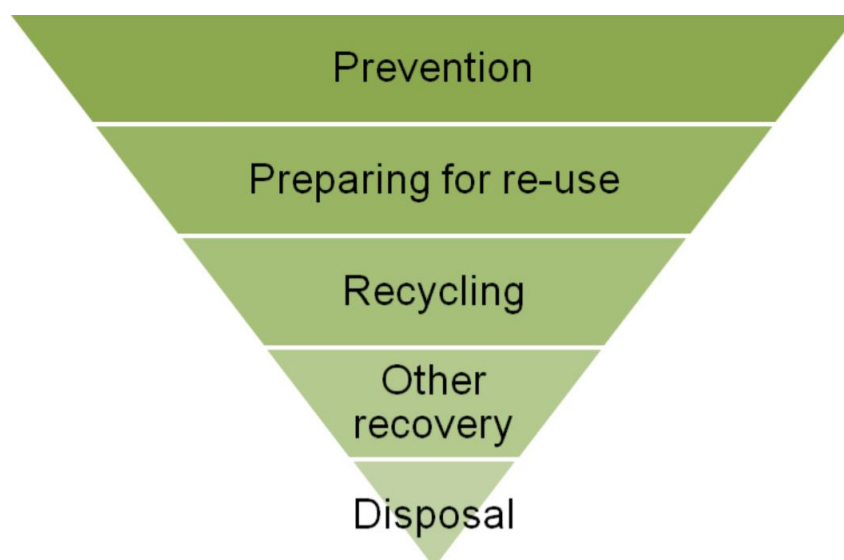 Prevention
Preparing for re-use
Recycling
Other
recovery
Disposal